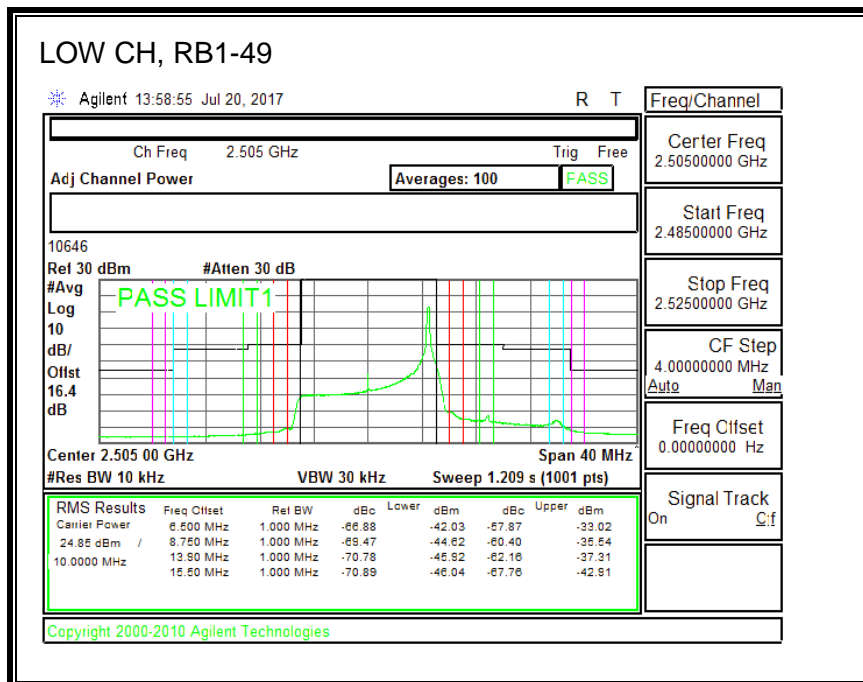 LOW CH, RB1-49
Agilent 13:58:55 Jul 20, 2017 R T
Ch Freq 2.505 GHz Trig Free
Adj Channel Power Averages: 100 PASS
10646
Ref 30 dBm #Atten 30 dB
#Avg
Log
10
dB/
Offst
16.4
dB
PASS LIMIT1
Center 2.505 00 GHz Span 40 MHz
#Res BW 10 kHz VBW 30 kHz Sweep 1.209 s (1001 pts)
RMS Results Freq Offset Ref BW dBc Lower dBm dBc Upper dBm
Carrier Power 6.500 MHz 1.000 MHz -66.88 -42.03 -57.87 -33.02
24.85 dBm / 8.750 MHz 1.000 MHz -69.47 -44.62 -60.40 -35.54
10.0000 MHz 13.90 MHz 1.000 MHz -70.78 -45.92 -62.16 -37.31
15.50 MHz 1.000 MHz -70.89 -46.04 -67.76 -42.91
Copyright 2000-2010 Agilent Technologies
Freq/Channel
Center Freq
2.50500000 GHz
Start Freq
2.48500000 GHz
Stop Freq
2.52500000 GHz
CF Step
4.00000000 MHz
Auto Man
Freq Offset
0.00000000 Hz
Signal Track
On Off